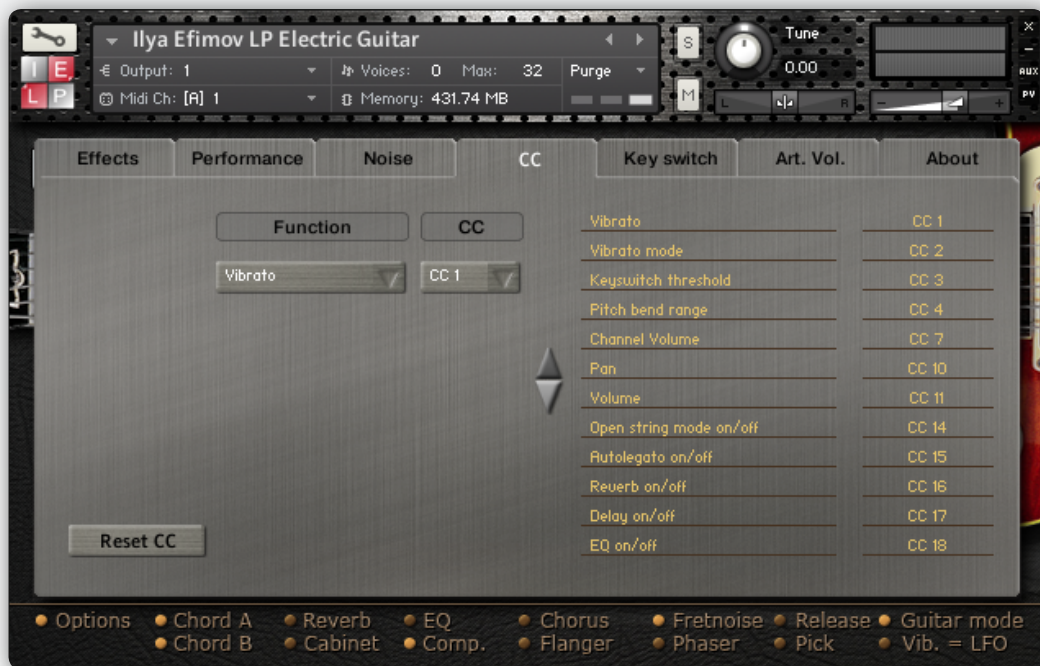 Ilya Efimov LP Electric Guitar
S
Tune
0.00
×
–
AUX
PV
I E
L P
Output: 1
Voices: 0 Max: 32
Purge
Midi Ch: [A] 1
Memory: 431.74 MB
M
L R
– +
Effects Performance Noise CC Key switch Art. Vol. About
Function CC
Vibrato CC 1
Vibrato CC 1
Vibrato mode CC 2
Keyswitch threshold CC 3
Pitch bend range CC 4
Channel Volume CC 7
Pan CC 10
Volume CC 11
Open string mode on/off CC 14
Autolegato on/off CC 15
Reverb on/off CC 16
Delay on/off CC 17
EQ on/off CC 18
Reset CC
Options Chord A Reverb EQ Chorus Fretnoise Release Guitar mode
Chord B Cabinet Comp. Flanger Phaser Pick Vib. = LFO